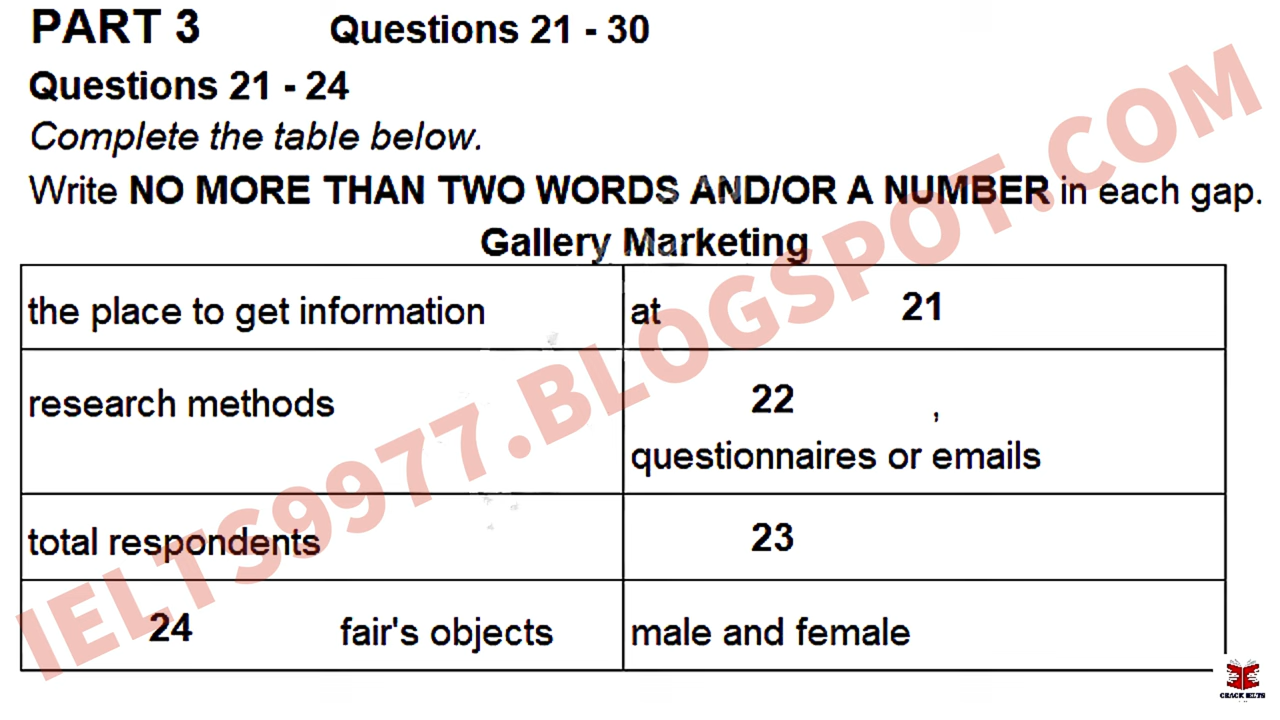 PART 3 Questions 21 - 30
Questions 21 - 24
Complete the table below.
Write NO MORE THAN TWO WORDS AND/OR A NUMBER in each gap.
Gallery Marketing
the place to get information at 21
research methods 22 ,
questionnaires or emails
total respondents 23
24 fair's objects male and female
IELTS9977.BLOGSPOT.COM
CRACK IELTS